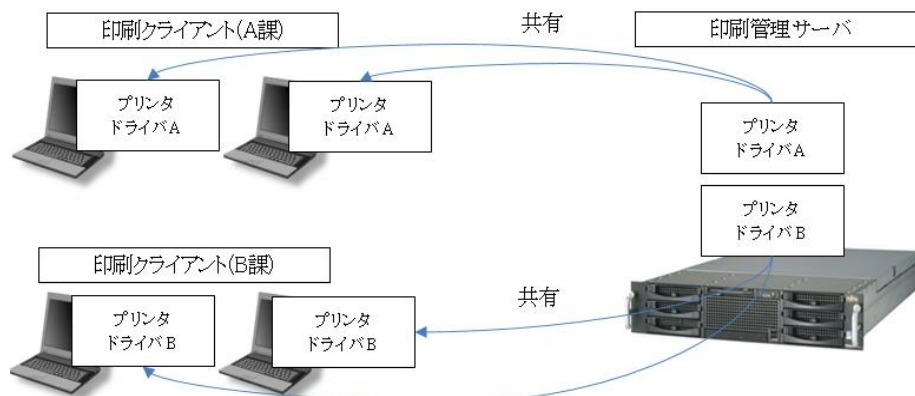 印刷クライアント(A課)
共有
印刷管理サーバ
プリンタ
ドライバA
プリンタ
ドライバA
プリンタ
ドライバA
プリンタ
ドライバB
印刷クライアント(B課)
共有
プリンタ
ドライバB
プリンタ
ドライバB